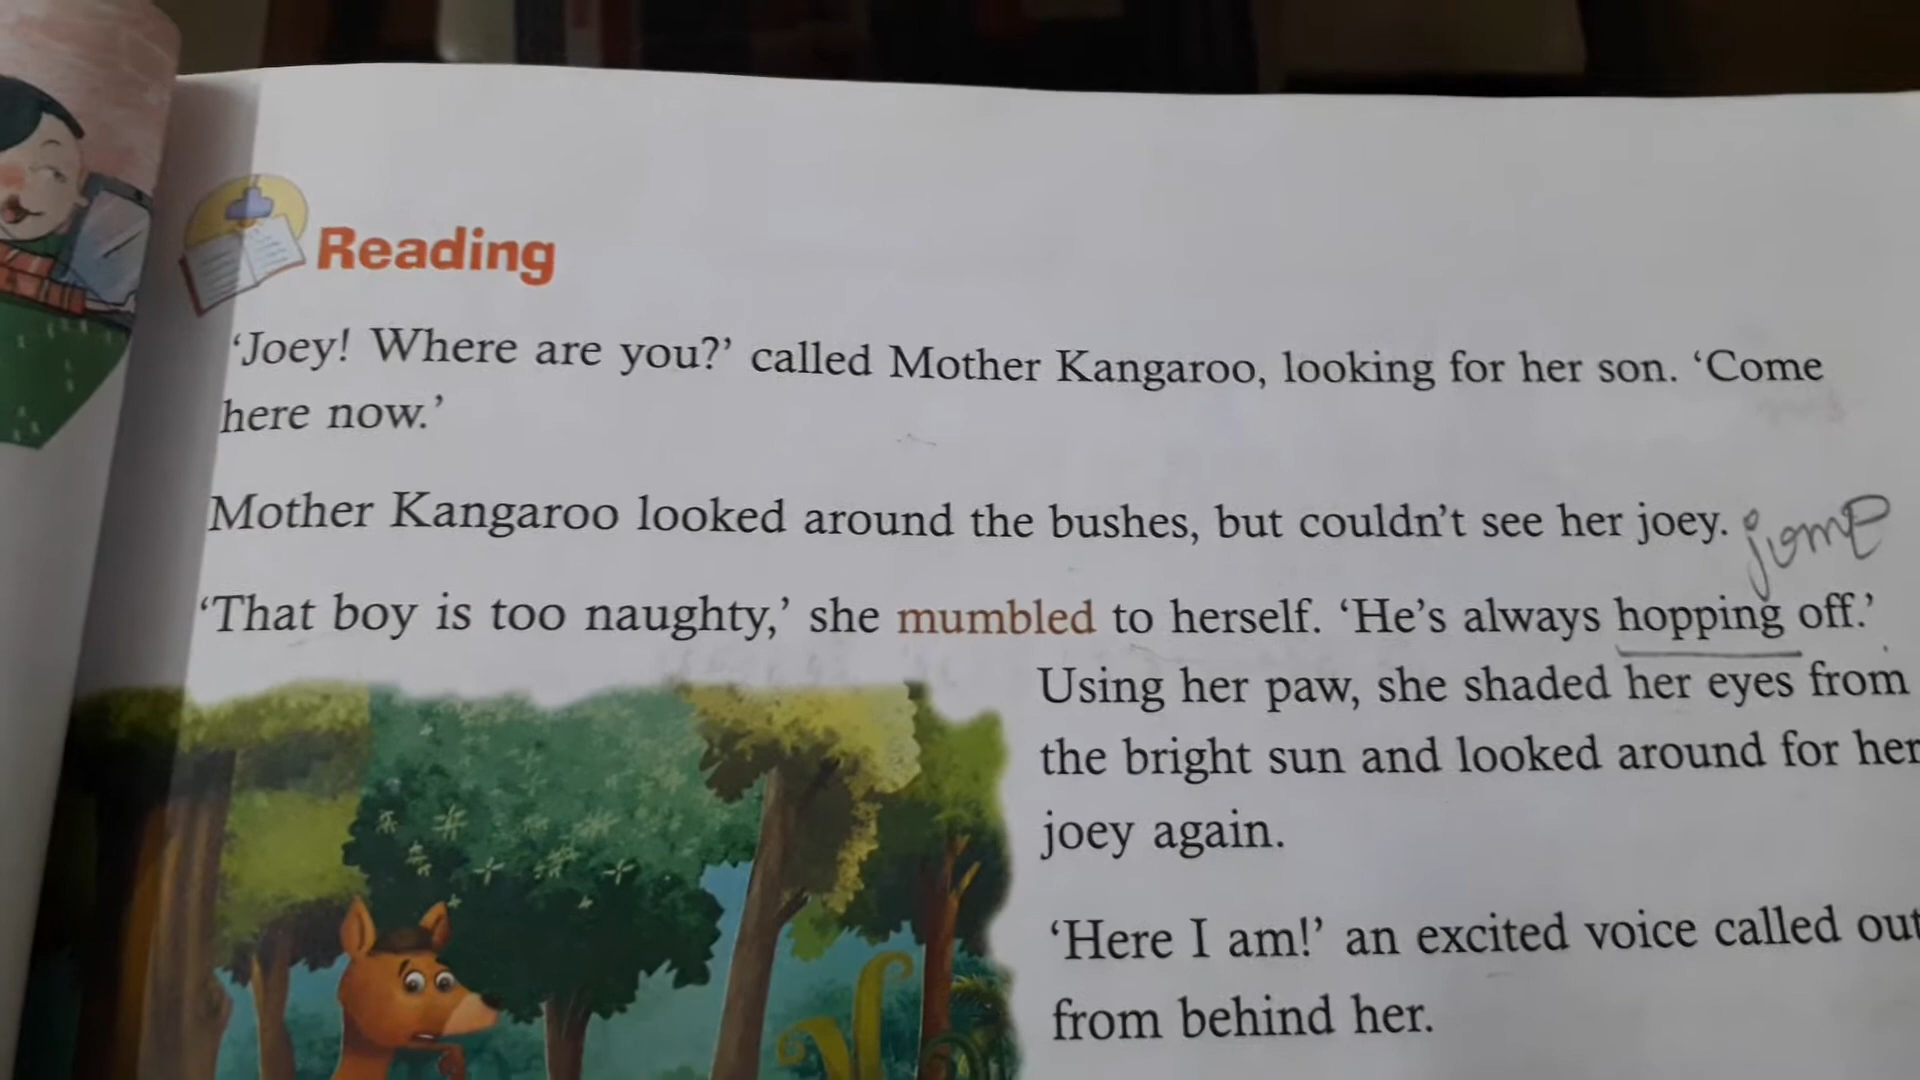 Reading
‘Joey! Where are you?’ called Mother Kangaroo, looking for her son. ‘Come
here now.’
Mother Kangaroo looked around the bushes, but couldn’t see her joey.
jomp
‘That boy is too naughty,’ she mumbled to herself. ‘He’s always hopping off.’
Using her paw, she shaded her eyes from
the bright sun and looked around for her
joey again.
‘Here I am!’ an excited voice called out
from behind her.